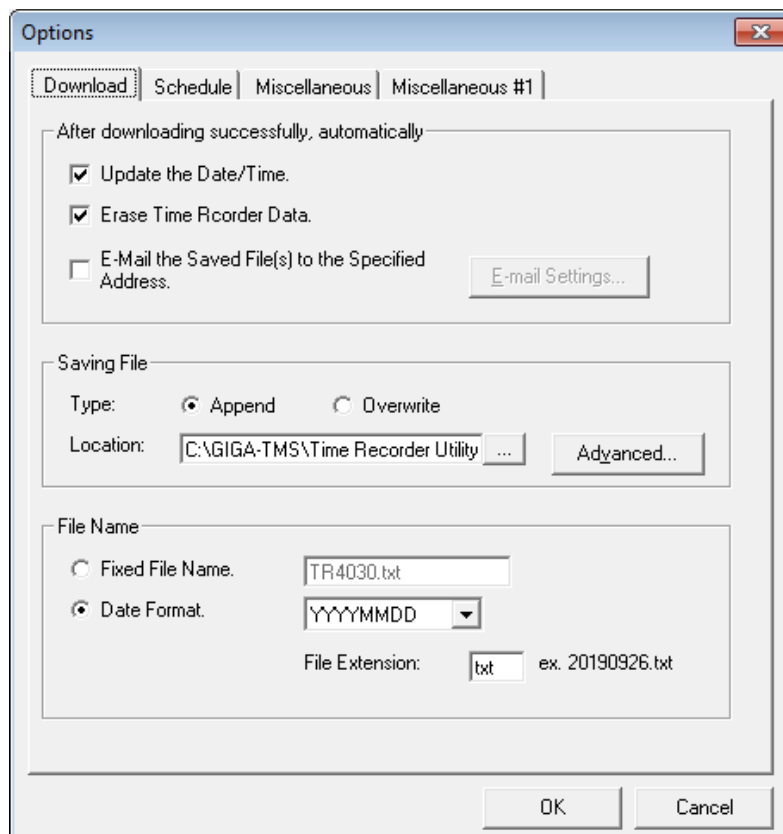 Options
Download Schedule Miscellaneous Miscellaneous #1
After downloading successfully, automatically
Update the Date/Time.
Erase Time Rcorder Data.
E-Mail the Saved File(s) to the Specified
Address.
E-mail Settings...
Saving File
Type: Append Overwrite
Location: C:\GIGA-TMS\Time Recorder Utility ... Advanced...
File Name
Fixed File Name. TR4030.txt
Date Format. YYYYMMDD
File Extension: txt ex. 20190926.txt
OK Cancel